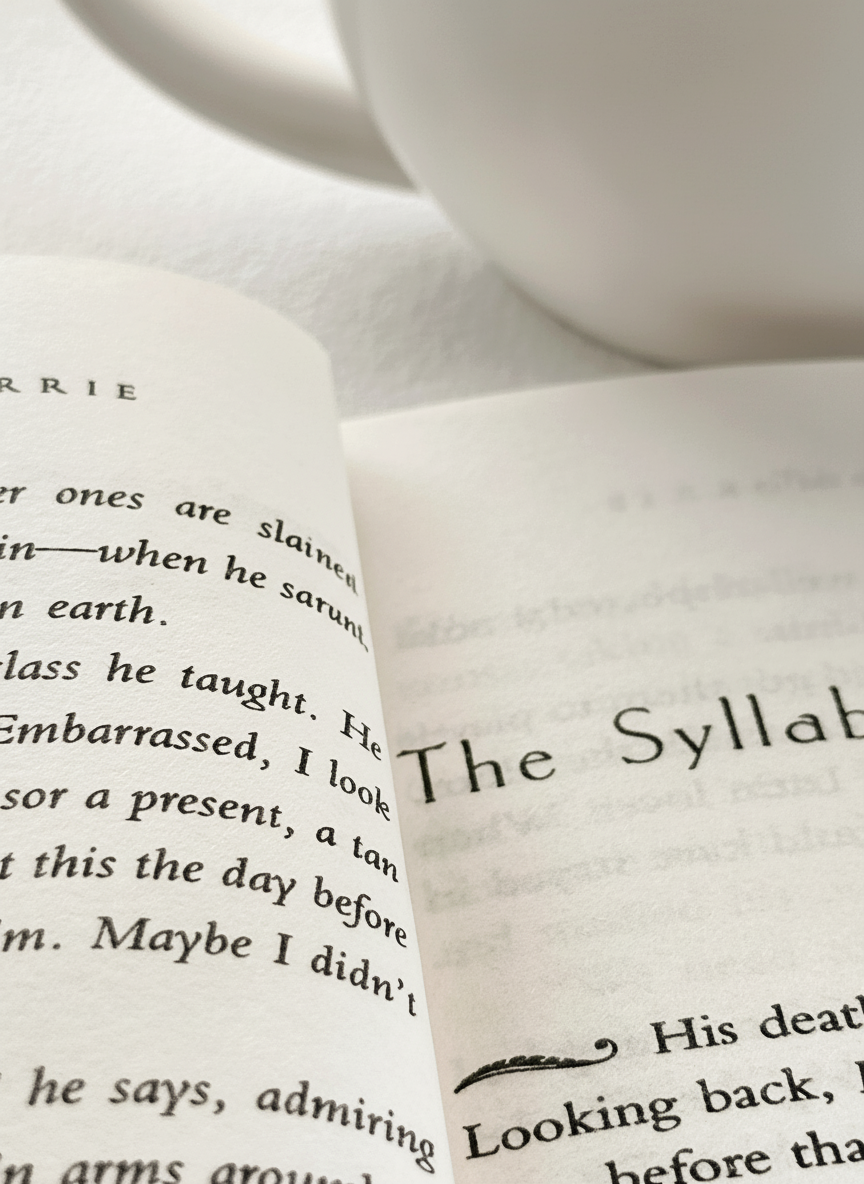 RRIE
er ones are slained
in—when he sarunt.
n earth.
lass he taught. He
Embarrassed, I look
sor a present, a tan
t this the day before
im. Maybe I didn't
he says, admiring
in arms around
The Syllab
His death
Looking back, I
before tha